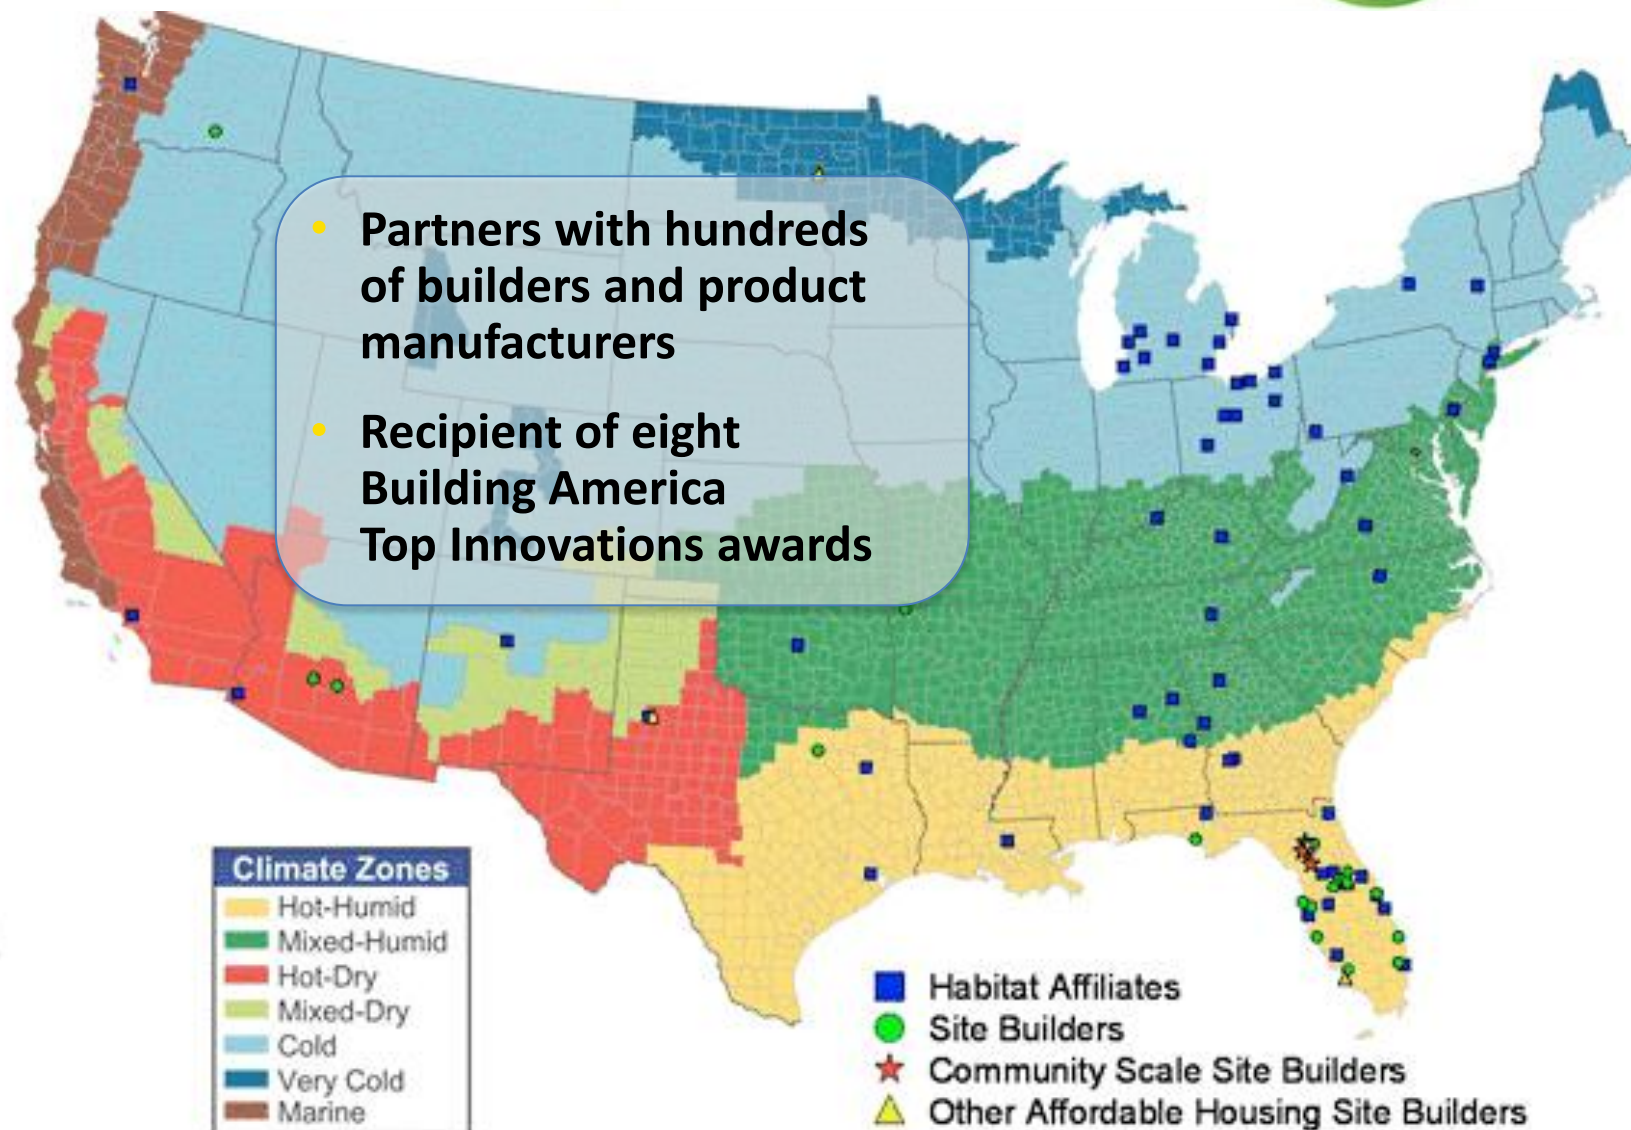 • Partners with hundreds
of builders and product
manufacturers
• Recipient of eight
Building America
Top Innovations awards
Climate Zones
Hot-Humid
Mixed-Humid
Hot-Dry
Mixed-Dry
Cold
Very Cold
Marine
Habitat Affiliates
Site Builders
Community Scale Site Builders
Other Affordable Housing Site Builders